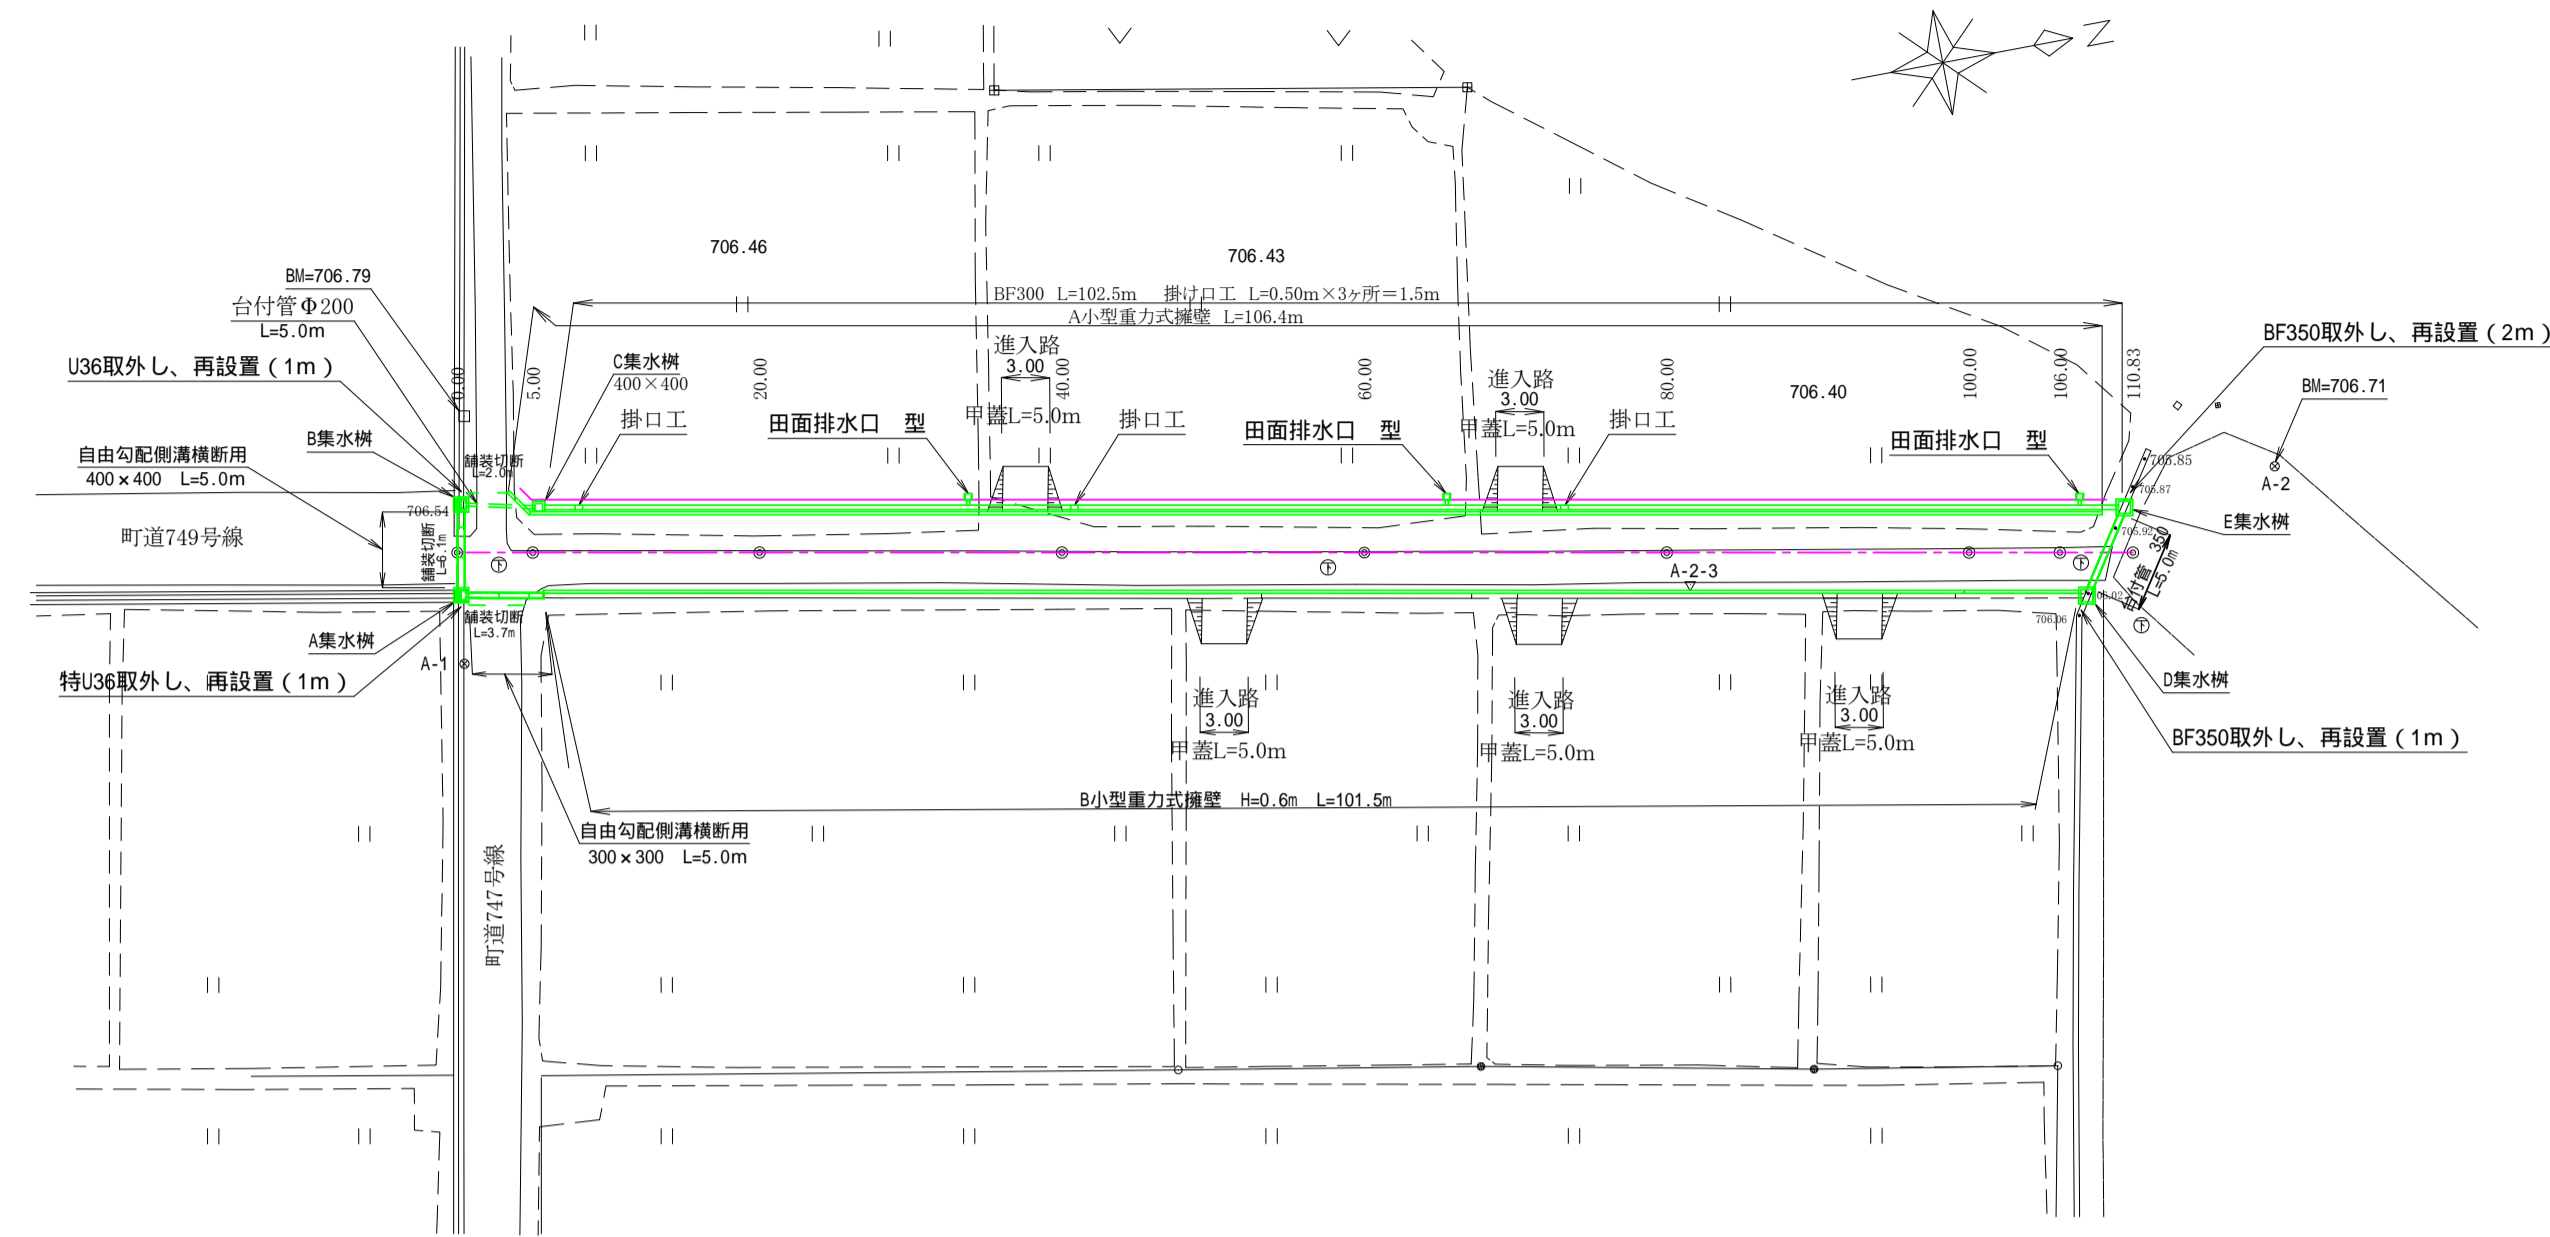 Z
706.46
706.43
BM=706.79
台付管Φ200
L=5.0m
BF300 L=102.5m 掛け口工 L=0.50m×3ヶ所＝1.5m
A小型重力式擁壁 L=106.4m
BF350取外し、再設置（2m）
U36取外し、再設置（1m）
0.00
5.00
C集水桝
400×400
20.00
進入路
3.00
40.00
60.00
進入路
3.00
80.00
706.40
100.00
106.00
110.83
BM=706.71
甲蓋L=5.0m
甲蓋L=5.0m
掛口工
田面排水口 型
掛口工
田面排水口 型
掛口工
田面排水口 型
B集水桝
自由勾配側溝横断用
400×400 L=5.0m
舗装切断
L=2.0m
705.85
705.87
A-2
706.54
町道749号線
舗装切断
L=6.1m
E集水桝
705.92
台付管 350
L=5.0m
下
下
下
下
A-2-3
706.02
706.06
舗装切断
L=3.7m
A集水桝
A-1
特U36取外し、再設置（1m）
D集水桝
進入路
3.00
甲蓋L=5.0m
進入路
3.00
甲蓋L=5.0m
進入路
3.00
甲蓋L=5.0m
BF350取外し、再設置（1m）
B小型重力式擁壁 H=0.6m L=101.5m
自由勾配側溝横断用
300×300 L=5.0m
町道747号線